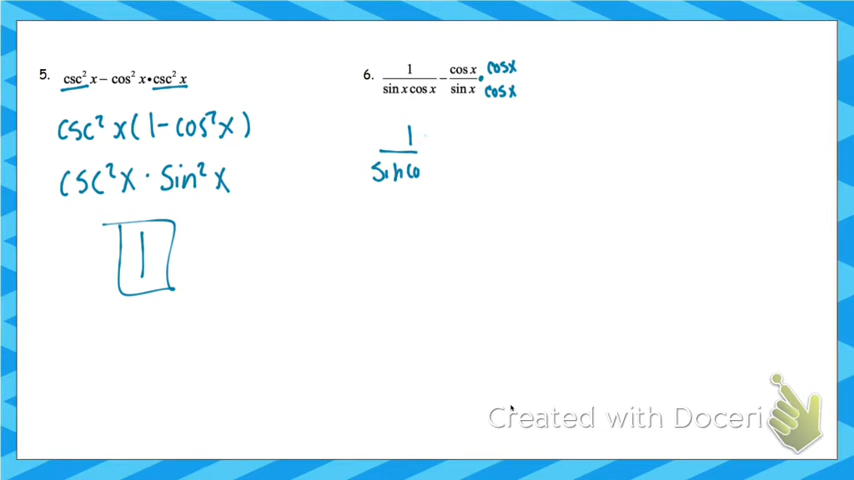 5. csc² x − cos² x • csc² x
csc² x (1 − cos² x)
csc² x · sin² x
1
6. 1/(sin x cos x) − cos x/sin x • cos x/cos x
1/sin co
Created with Doceri